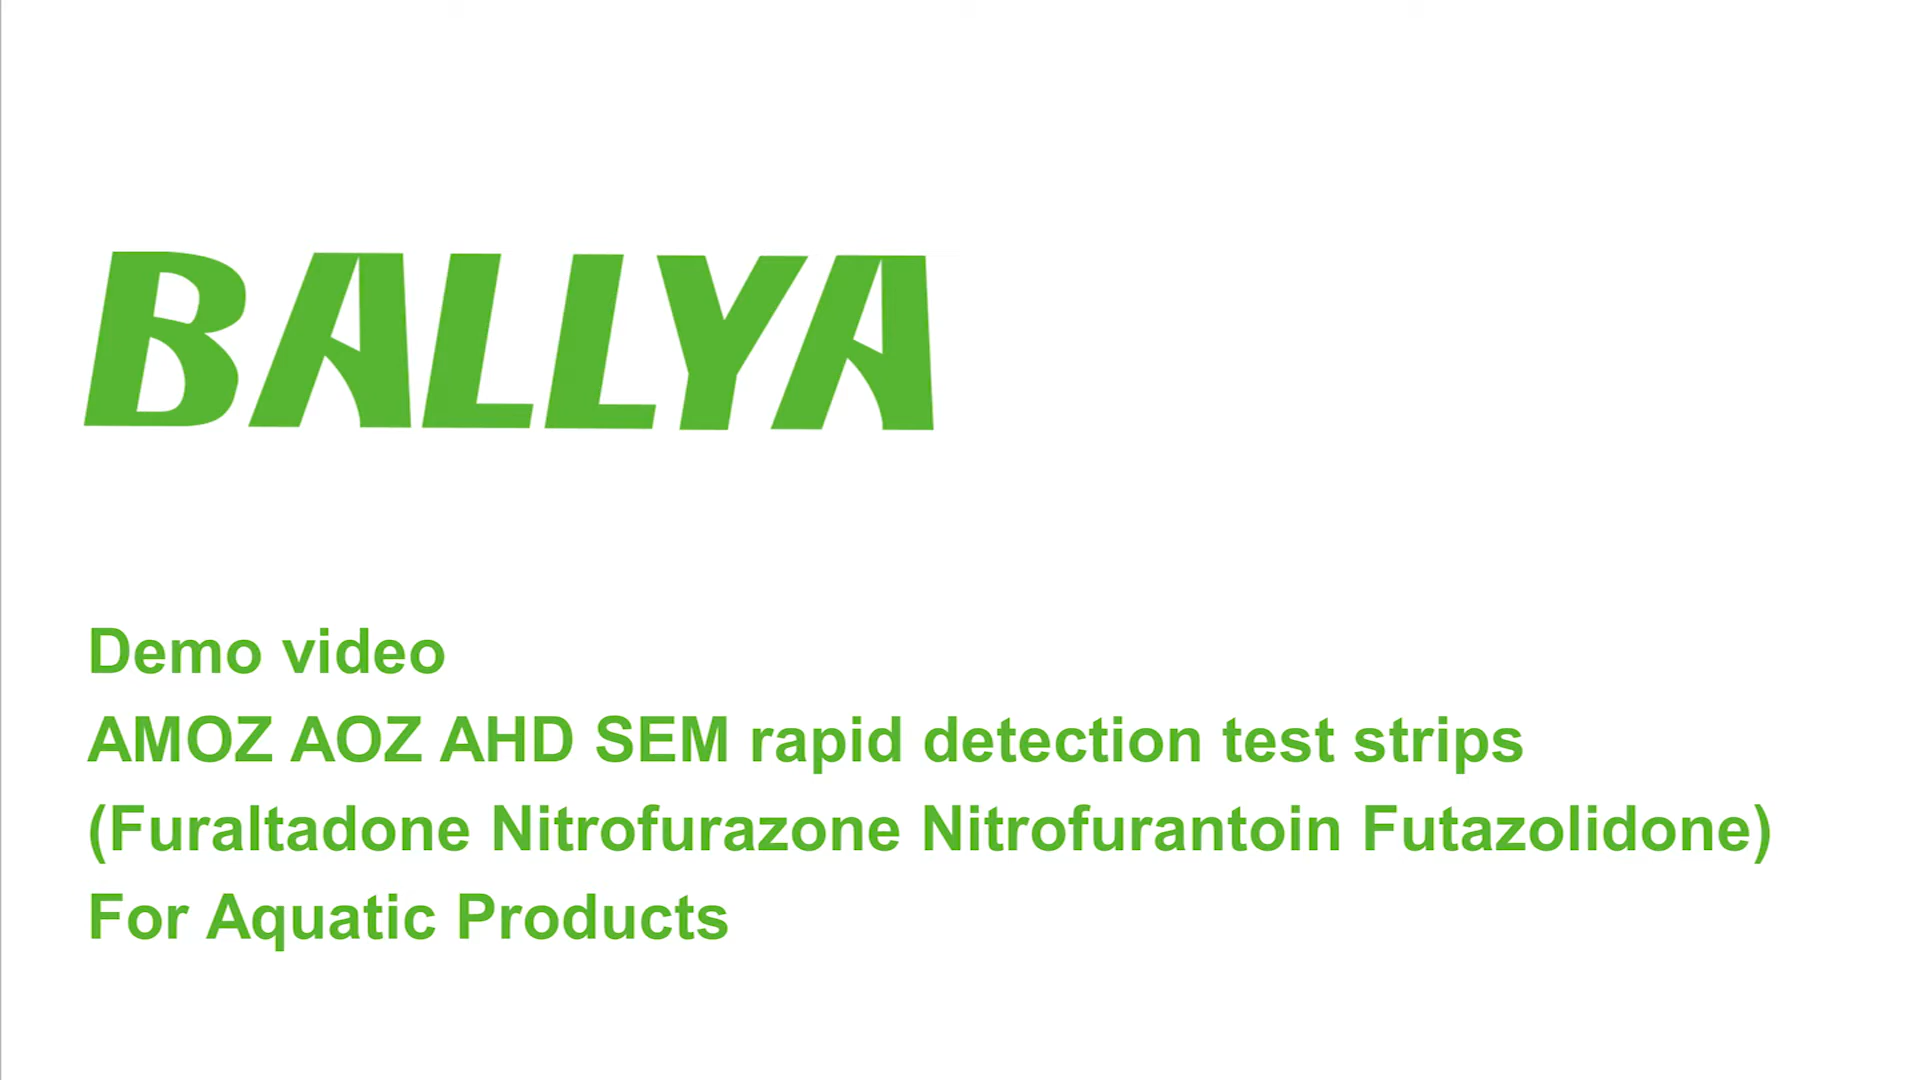 BALLYA
Demo video
AMOZ AOZ AHD SEM rapid detection test strips
(Furaltadone Nitrofurazone Nitrofurantoin Futazolidone)
For Aquatic Products